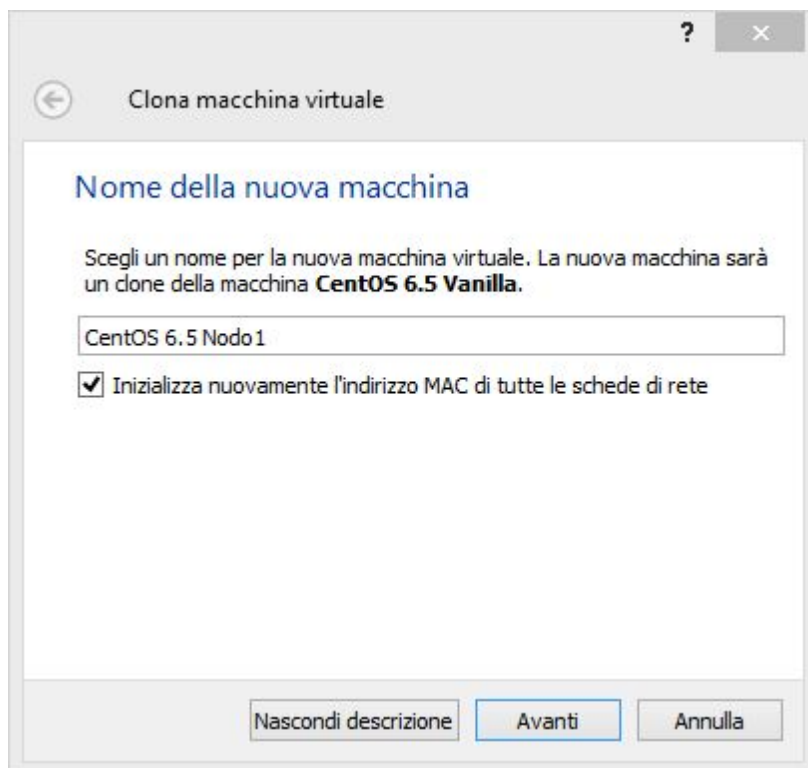 ?
Clona macchina virtuale
Nome della nuova macchina
Scegli un nome per la nuova macchina virtuale. La nuova macchina sarà
un clone della macchina CentOS 6.5 Vanilla.
CentOS 6.5 Nodo1
Inizializza nuovamente l'indirizzo MAC di tutte le schede di rete
Nascondi descrizione Avanti Annulla